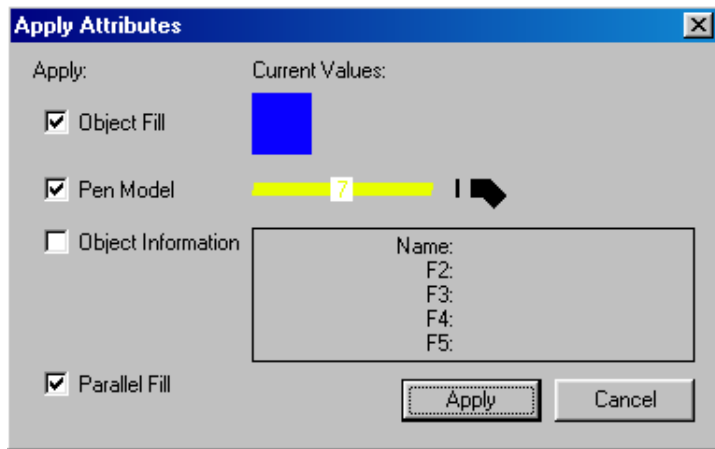 Apply Attributes
Apply: Current Values:
Object Fill
Pen Model 7
Object Information
Name:
F2:
F3:
F4:
F5:
Parallel Fill
Apply Cancel